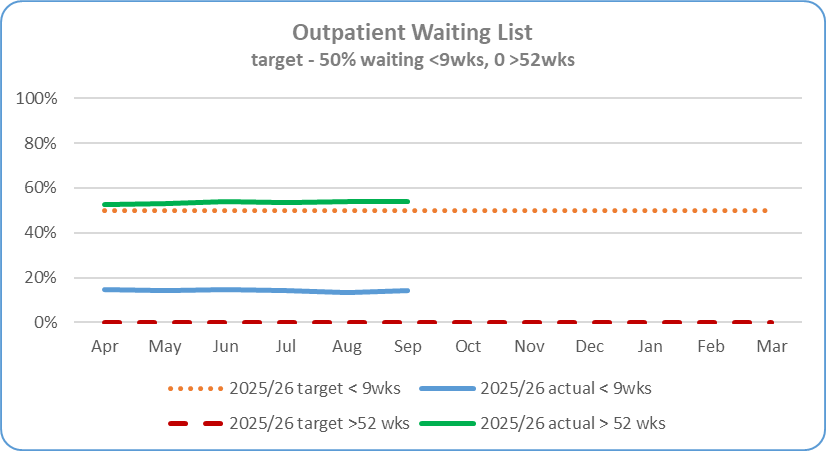 Outpatient Waiting List
target - 50% waiting <9wks, 0 >52wks
100%
80%
60%
40%
20%
0%
Apr May Jun Jul Aug Sep Oct Nov Dec Jan Feb Mar
2025/26 target < 9wks 2025/26 actual < 9wks
2025/26 target >52 wks 2025/26 actual > 52 wks